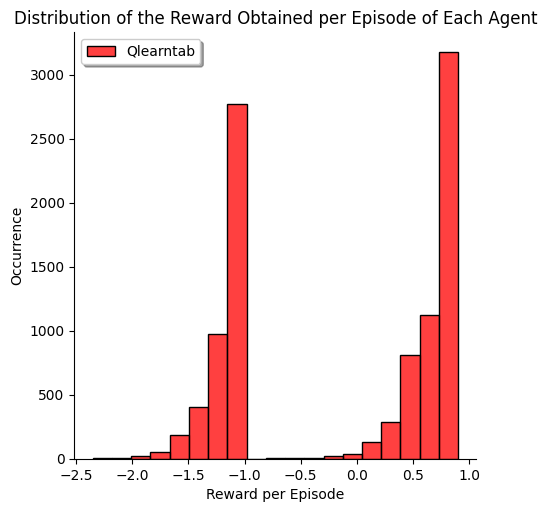 Distribution of the Reward Obtained per Episode of Each Agent
Qlearntab
3000
2500
2000
1500
1000
500
0
Occurrence
−2.5 −2.0 −1.5 −1.0 −0.5 0.0 0.5 1.0
Reward per Episode